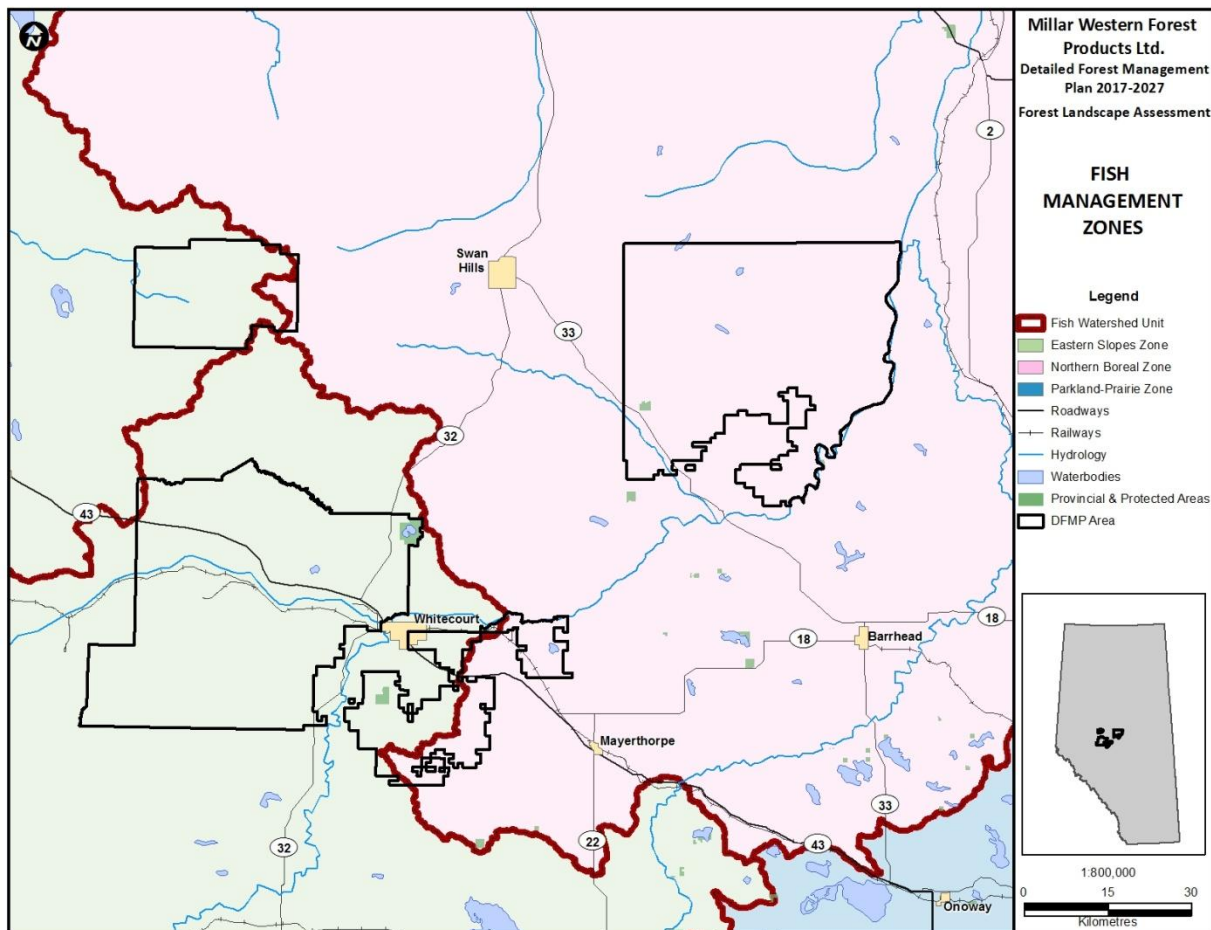 Millar Western Forest
Products Ltd.
Detailed Forest Management
Plan 2017-2027
Forest Landscape Assessment
FISH
MANAGEMENT
ZONES
Legend
Fish Watershed Unit
Eastern Slopes Zone
Northern Boreal Zone
Parkland-Prairie Zone
Roadways
Railways
Hydrology
Waterbodies
Provincial & Protected Areas
DFMP Area
1:800,000
0 15 30
Kilometres
N
2
Swan
Hills
33
32
43
Whitecourt
18
18
Barrhead
Mayerthorpe
33
32
22
43
Onoway